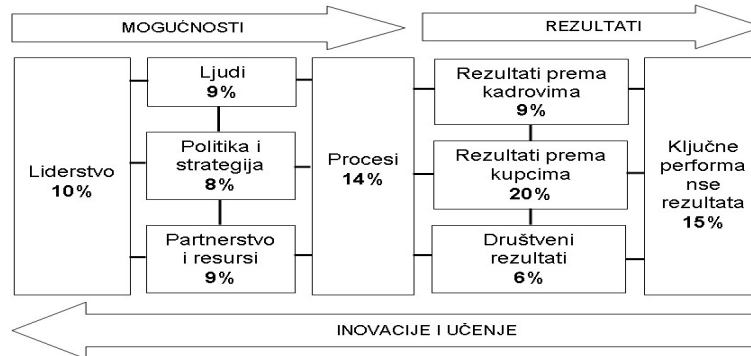 MOGUĆNOSTI
REZULTATI
Liderstvo
10%
Ljudi
9%
Politika i
strategija
8%
Partnerstvo
i resursi
9%
Procesi
14%
Rezultati prema
kadrovima
9%
Rezultati prema
kupcima
20%
Društveni
rezultati
6%
Ključne
performa
nse
rezultata
15%
INOVACIJE I UČENJE